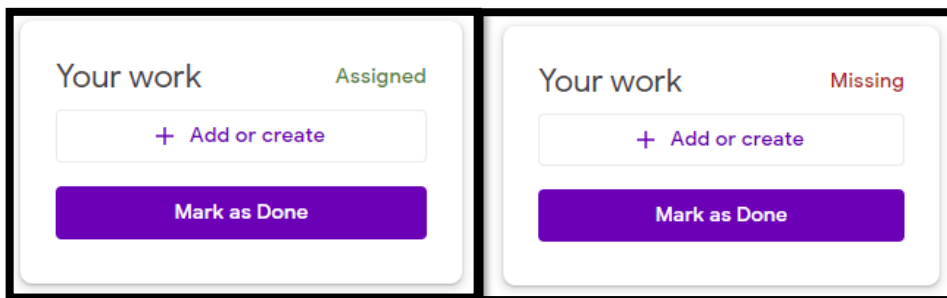 Your work Assigned
+ Add or create
Mark as Done
Your work Missing
+ Add or create
Mark as Done